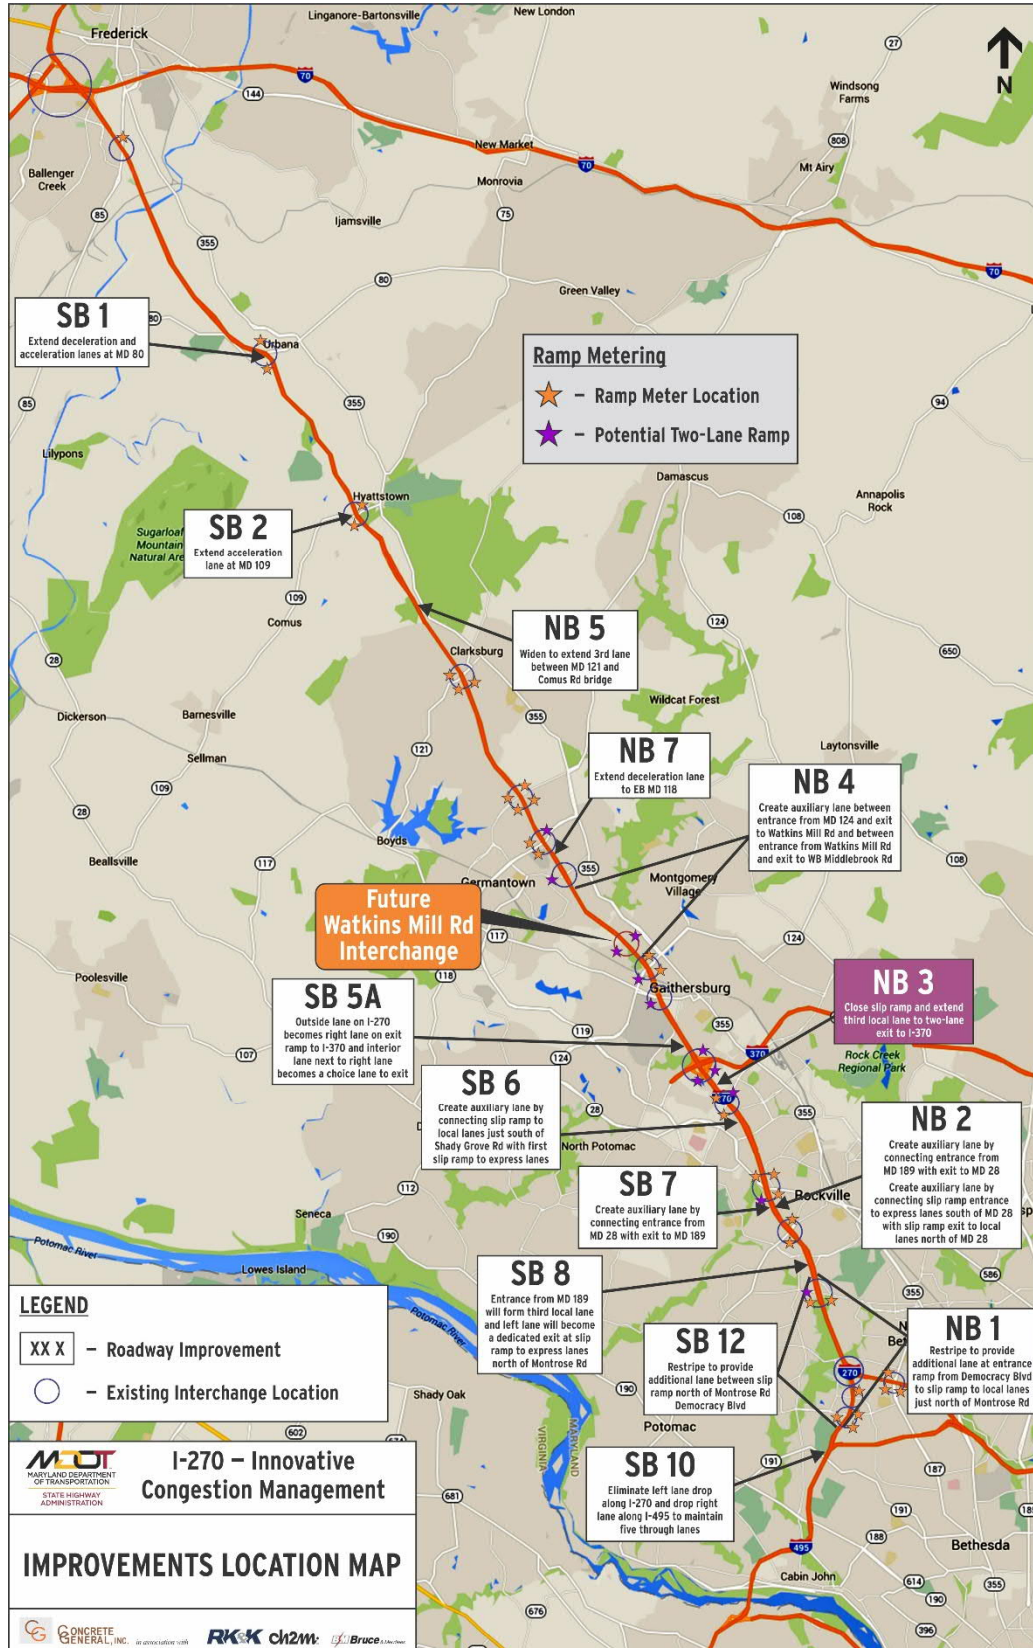 Frederick
Linganore-Bartonsville
New London
27
N
70
144
Windsong
Farms
New Market
808
Mt Airy
Ballenger
Creek
70
Monrovia
85
Ijamsville
75
355
70
80
Green Valley
SB 1
Extend deceleration and
acceleration lanes at MD 80
80
Urbana
Ramp Metering
– Ramp Meter Location
– Potential Two-Lane Ramp
85
355
94
Lilypons
Damascus
Hyattstown
Annapolis
Rock
SB 2
Extend acceleration
lane at MD 109
108
Sugarloaf
Mountain
Natural Are
109
Comus
NB 5
Widen to extend 3rd lane
between MD 121 and
Comus Rd bridge
124
Clarksburg
28
650
Wildcat Forest
Dickerson
Barnesville
355
Laytonsville
121
Sellman
NB 7
Extend deceleration lane
to EB MD 118
NB 4
Create auxiliary lane between
entrance from MD 124 and exit
to Watkins Mill Rd and between
entrance from Watkins Mill Rd
and exit to WB Middlebrook Rd
109
28
Boyds
Beallsville
117
355
108
Germantown
Montgomery
Village
Future
Watkins Mill Rd
Interchange
117
124
Poolesville
118
SB 5A
Outside lane on I-270
becomes right lane on exit
ramp to I-370 and interior
lane next to right lane
becomes a choice lane to exit
Gaithersburg
NB 3
Close slip ramp and extend
third local lane to two-lane
exit to I-370
119
355
107
124
370
Rock Creek
Regional Park
SB 6
Create auxiliary lane by
connecting slip ramp to
local lanes just south of
Shady Grove Rd with first
slip ramp to express lanes
D
28
70
355
North Potomac
NB 2
Create auxiliary lane by
connecting entrance from
MD 189 with exit to MD 28
Create auxiliary lane by
connecting slip ramp entrance
to express lanes south of MD 28
with slip ramp exit to local
lanes north of MD 28
112
SB 7
Create auxiliary lane by
connecting entrance from
MD 28 with exit to MD 189
Rockville
sp
Seneca
190
Potomac River
Lowes Island
SB 8
Entrance from MD 189
will form third local lane
and left lane will become
a dedicated exit at slip
ramp to express lanes
north of Montrose Rd
586
355
LEGEND
XX X – Roadway Improvement
– Existing Interchange Location
Potomac River
N
Bet
SB 12
Restripe to provide
additional lane between slip
ramp north of Montrose Rd
Democracy Blvd
NB 1
Restripe to provide
additional lane at entrance
ramp from Democracy Blvd
to slip ramp to local lanes
just north of Montrose Rd
270
190
Shady Oak
602
VIRGINIA
MARYLAND
Potomac
191
MDOT
MARYLAND DEPARTMENT
OF TRANSPORTATION
STATE HIGHWAY
ADMINISTRATION
I-270 – Innovative
Congestion Management
SB 10
Eliminate left lane drop
along I-270 and drop right
lane along I-495 to maintain
five through lanes
187
681
191
185
188
495
Bethesda
IMPROVEMENTS LOCATION MAP
Cabin John
614
355
190
676
396
CG CONCRETE
GENERAL, INC. in association with RK&K ch2m: Bruce